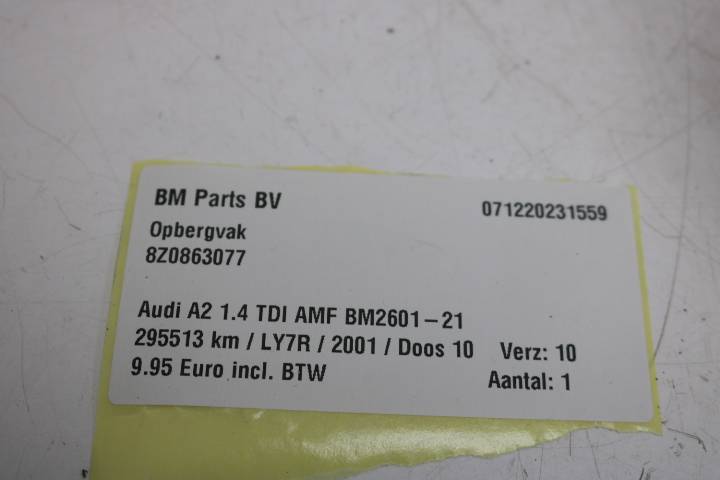 BM Parts BV 071220231559
Opbergvak
8Z0863077
Audi A2 1.4 TDI AMF BM2601-21
295513 km / LY7R / 2001 / Doos 10 Verz: 10
9.95 Euro incl. BTW Aantal: 1